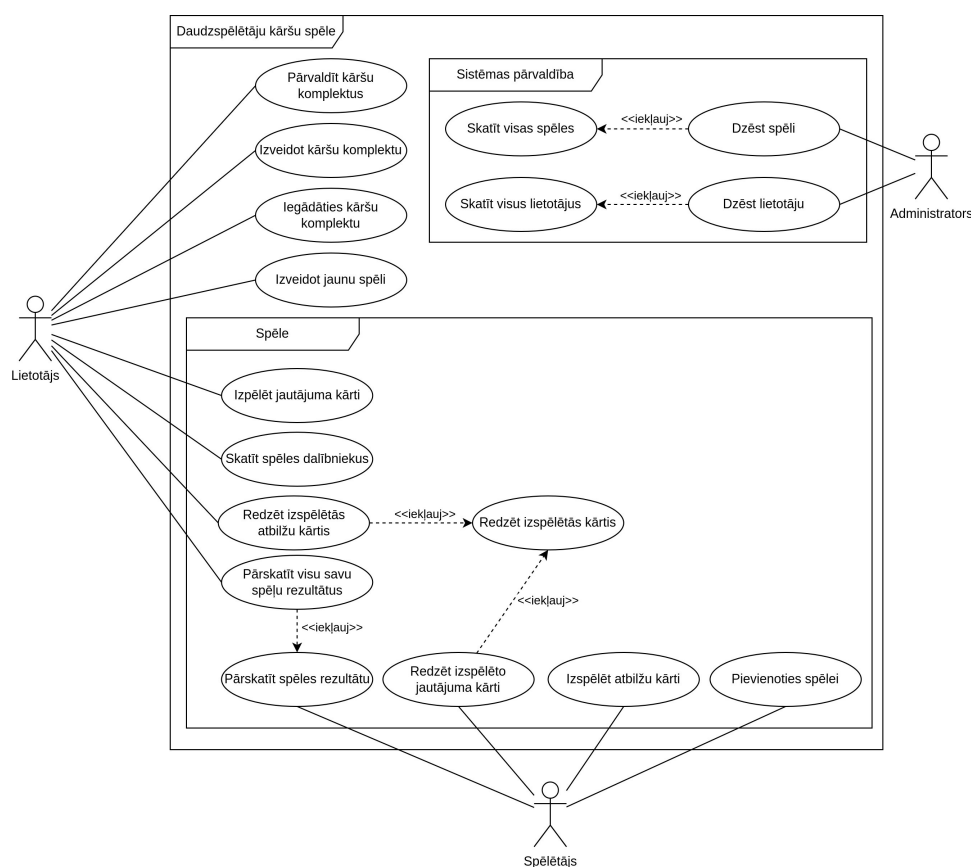 Daudzspēlētāju kāršu spēle
Pārvaldīt kāršu
komplektus
Izveidot kāršu komplektu
Iegādāties kāršu
komplektu
Izveidot jaunu spēli
Sistēmas pārvaldība
Skatīt visas spēles
<<iekļauj>>
Dzēst spēli
Skatīt visus lietotājus
<<iekļauj>>
Dzēst lietotāju
Administrators
Lietotājs
Spēle
Izpēlēt jautājuma kārti
Skatīt spēles dalībniekus
Redzēt izspēlētās
atbilžu kārtis
<<iekļauj>>
Redzēt izspēlētās kārtis
Pārskatīt visu savu
spēļu rezultātus
<<iekļauj>>
<<iekļauj>>
Pārskatīt spēles rezultātu
Redzēt izspēlēto
jautājuma kārti
Izspēlēt atbilžu kārti
Pievienoties spēlei
Spēlētājs